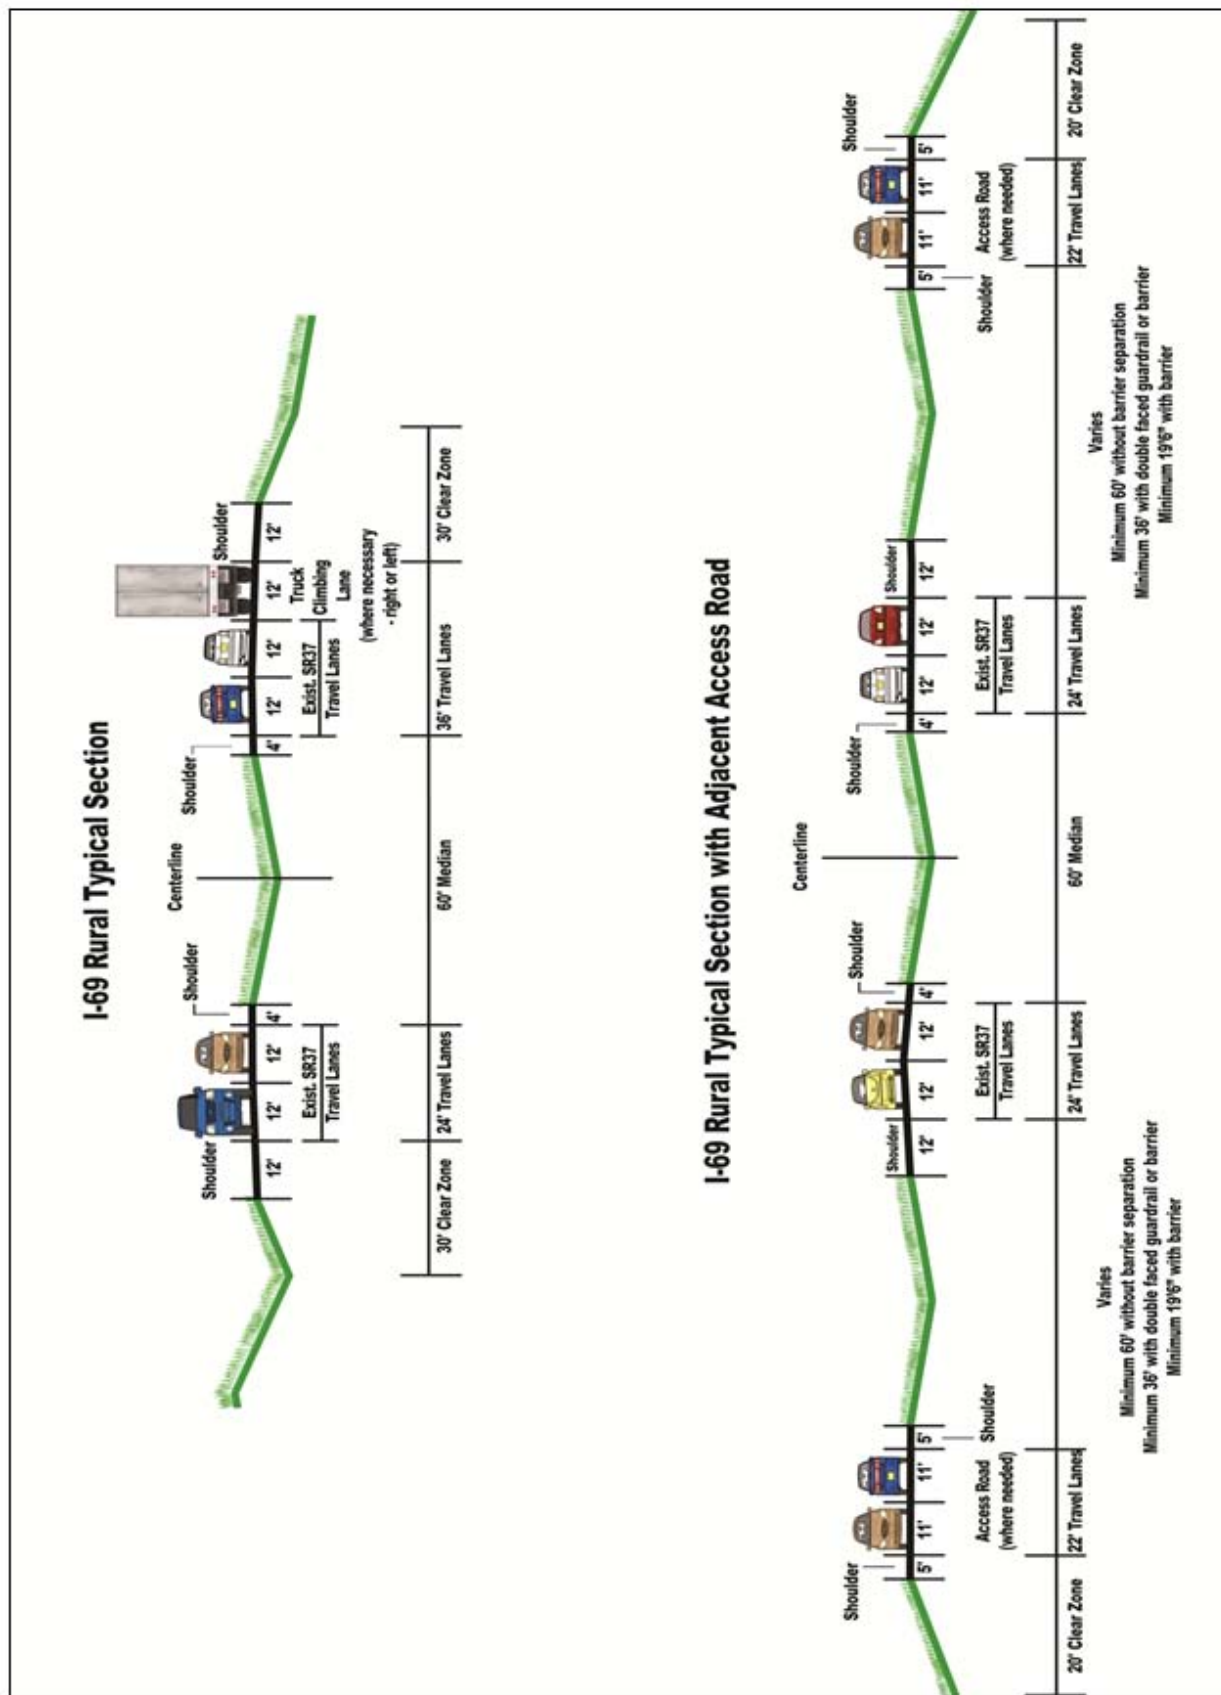 I-69 Rural Typical Section
Centerline
Shoulder
Shoulder
Shoulder
Shoulder
12'
12'
12'
4'
4'
12'
12'
12'
12'
Exist. SR37
Travel Lanes
Exist. SR37
Travel Lanes
Truck
Climbing
Lane
(where necessary
- right or left)
30' Clear Zone
24' Travel Lanes
60' Median
36' Travel Lanes
30' Clear Zone
I-69 Rural Typical Section with Adjacent Access Road
Centerline
Shoulder
Shoulder
Shoulder
Shoulder
Shoulder
Shoulder
5'
11'
11'
5'
12'
12'
12'
4'
4'
12'
12'
12'
5'
11'
11'
5'
Shoulder
Shoulder
Access Road
(where needed)
Exist. SR37
Travel Lanes
Exist. SR37
Travel Lanes
Access Road
(where needed)
20' Clear Zone
22' Travel Lanes
24' Travel Lanes
60' Median
24' Travel Lanes
22' Travel Lanes
20' Clear Zone
Varies
Minimum 60' without barrier separation
Minimum 36' with double faced guardrail or barrier
Minimum 19'6" with barrier
Varies
Minimum 60' without barrier separation
Minimum 36' with double faced guardrail or barrier
Minimum 19'6" with barrier